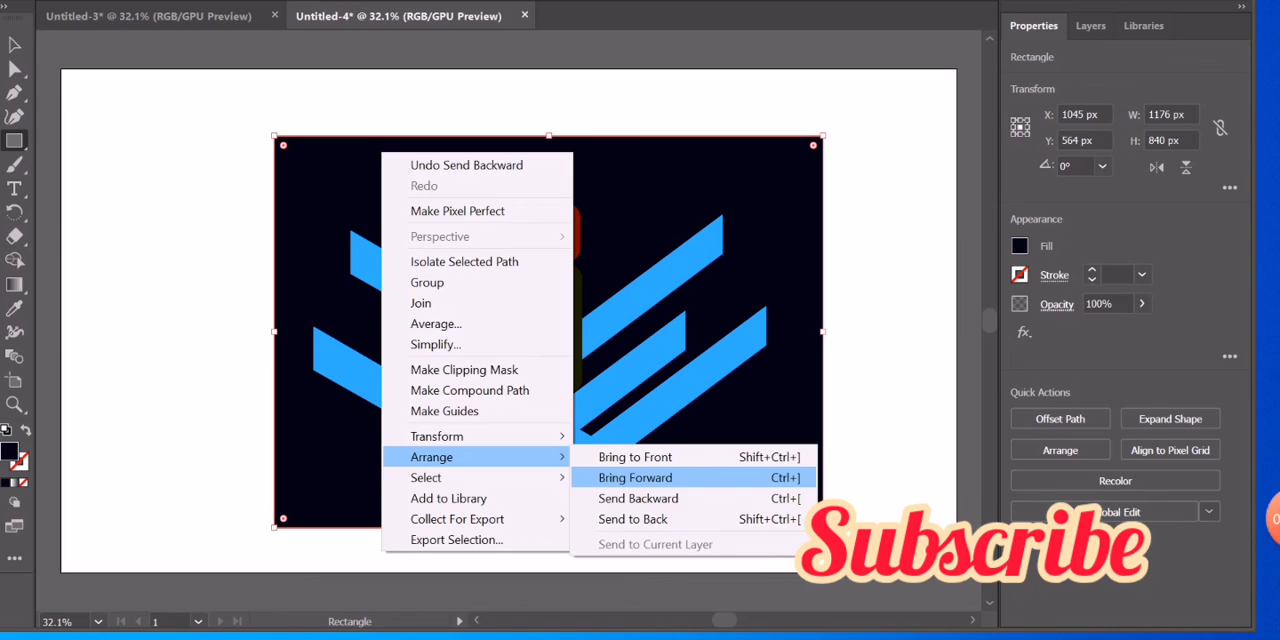 Untitled-3* @ 32.1% (RGB/GPU Preview) ×
Untitled-4* @ 32.1% (RGB/GPU Preview) ×
Properties Layers Libraries
Rectangle
Transform
X: 1045 px W: 1176 px
Y: 564 px H: 840 px
0°
Appearance
Fill
Stroke
Opacity 100%
fx.
Quick Actions
Offset Path Expand Shape
Arrange Align to Pixel Grid
Recolor
lobal Edit
Undo Send Backward
Redo
Make Pixel Perfect
Perspective
Isolate Selected Path
Group
Join
Average...
Simplify...
Make Clipping Mask
Make Compound Path
Make Guides
Transform
Arrange
Select
Add to Library
Collect For Export
Export Selection...
Bring to Front Shift+Ctrl+]
Bring Forward Ctrl+]
Send Backward Ctrl+[
Send to Back Shift+Ctrl+[
Send to Current Layer
Subscribe
32.1% 1 Rectangle